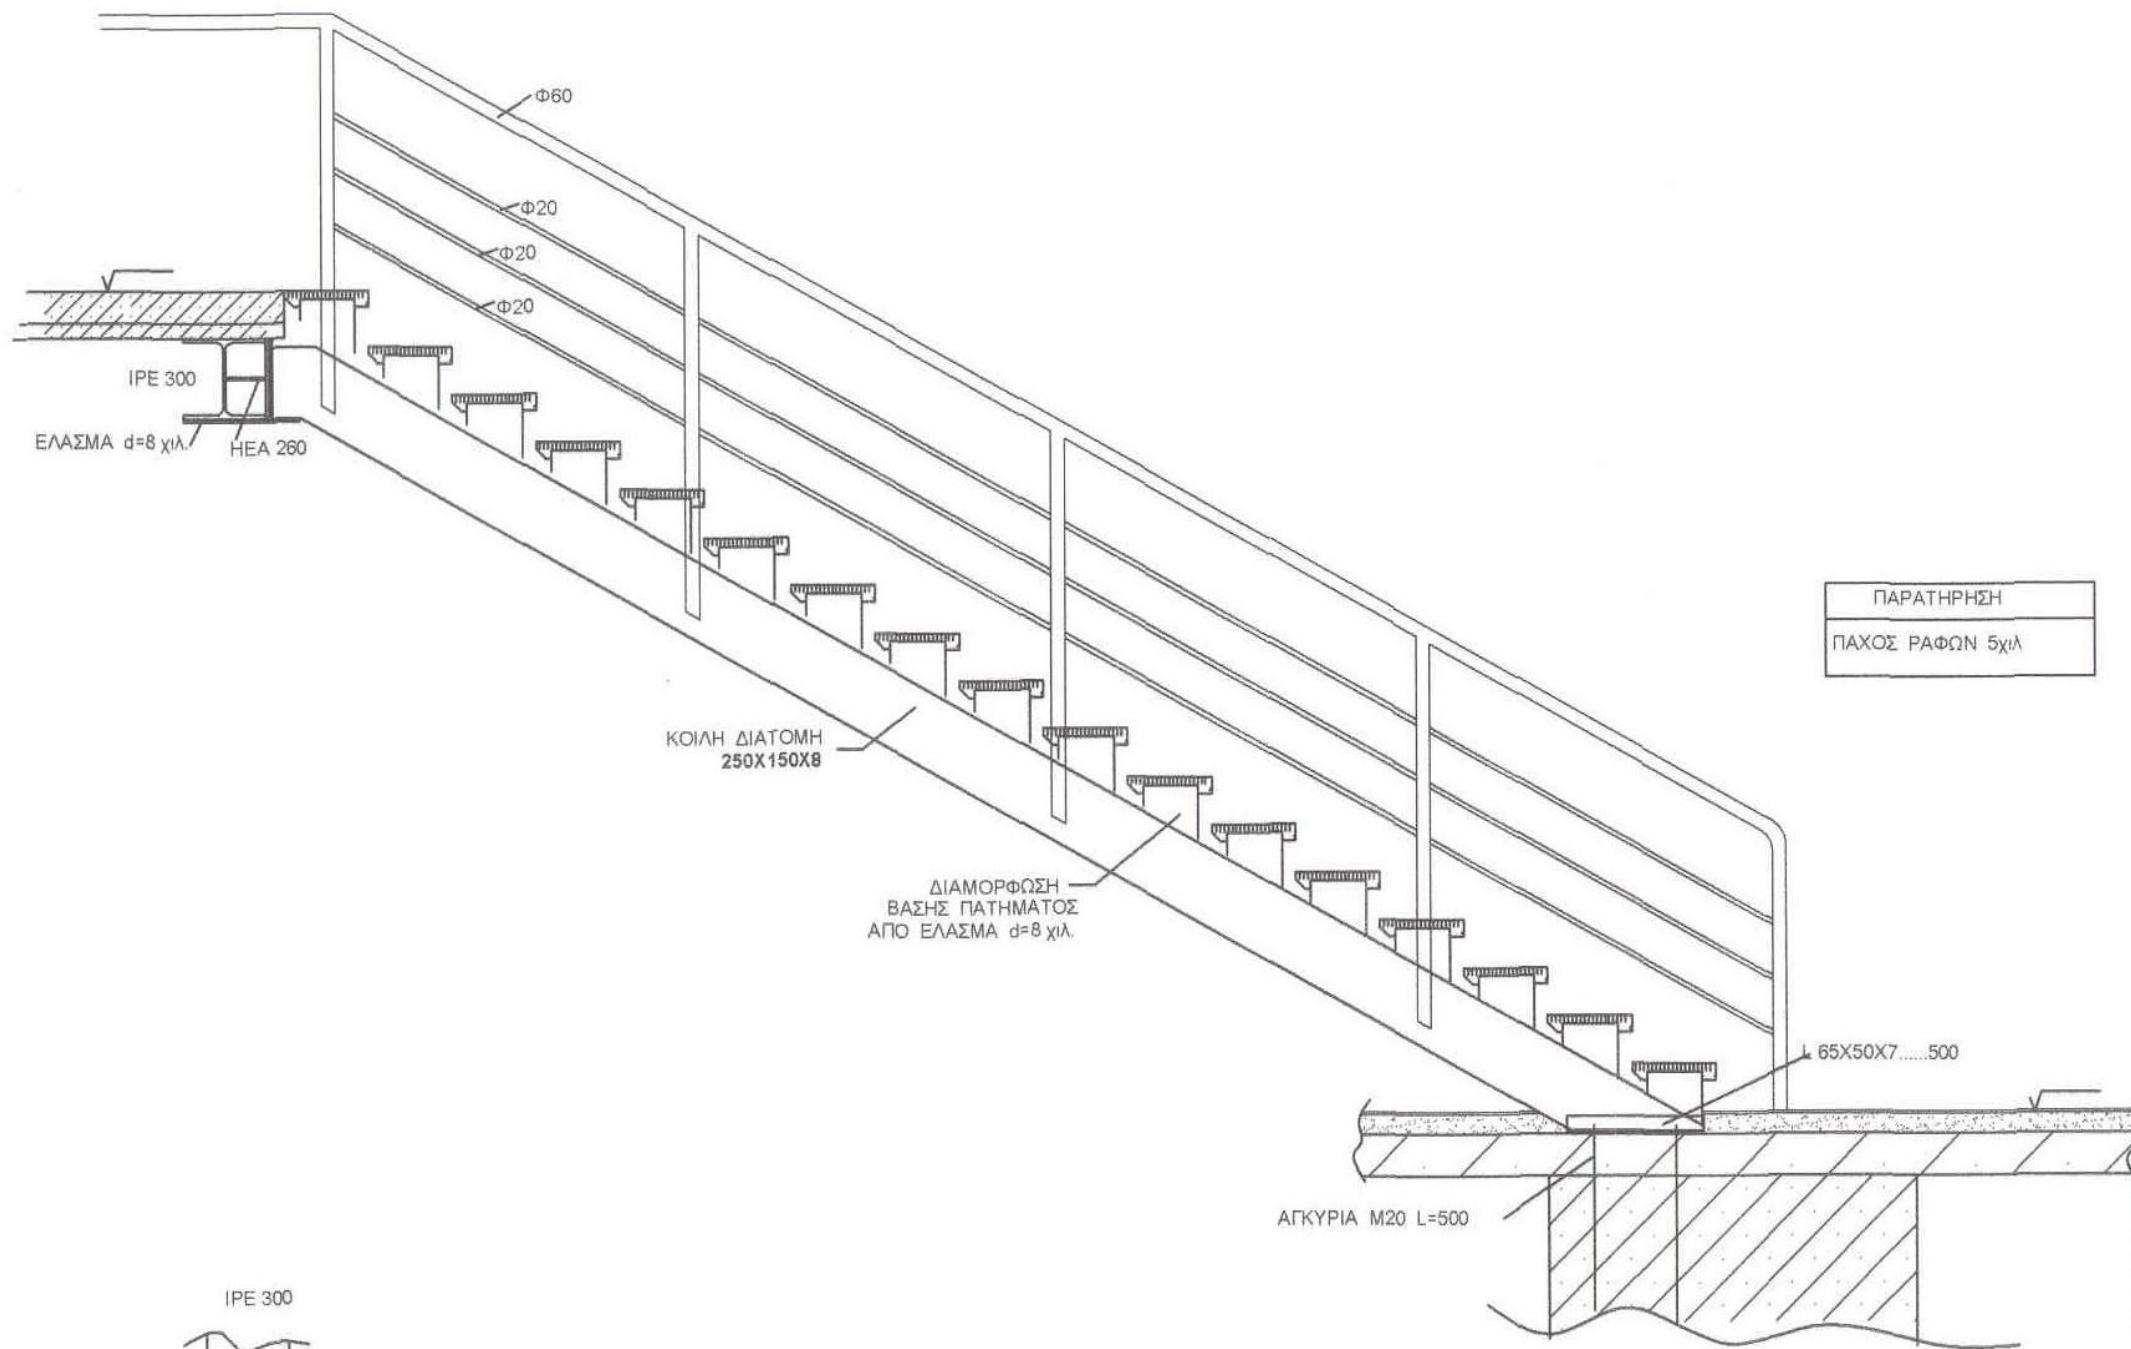 Φ60
Φ20
Φ20
Φ20
IPE 300
ΕΛΑΣΜΑ d=8 χιλ.
HEA 260
ΠΑΡΑΤΗΡΗΣΗ
ΠΑΧΟΣ ΡΑΦΩΝ 5χιλ
ΚΟΙΛΗ ΔΙΑΤΟΜΗ
250X150X8
ΔΙΑΜΟΡΦΩΣΗ
ΒΑΣΗΣ ΠΑΤΗΜΑΤΟΣ
ΑΠΟ ΕΛΑΣΜΑ d=8 χιλ.
L 65X50X7.....500
ΑΓΚΥΡΙΑ M20 L=500
IPE 300